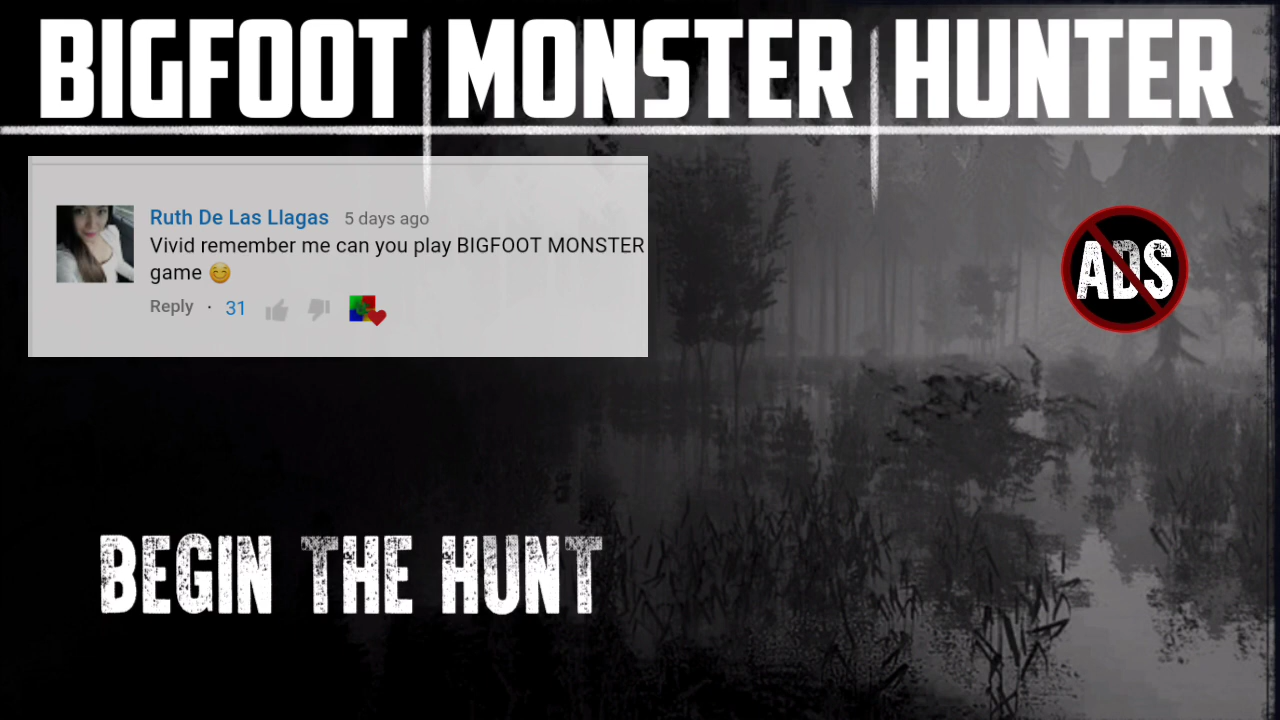 BIGFOOT MONSTER HUNTER
Ruth De Las Llagas 5 days ago
Vivid remember me can you play BIGFOOT MONSTER
game 😊
Reply · 31
ADS
BEGIN THE HUNT